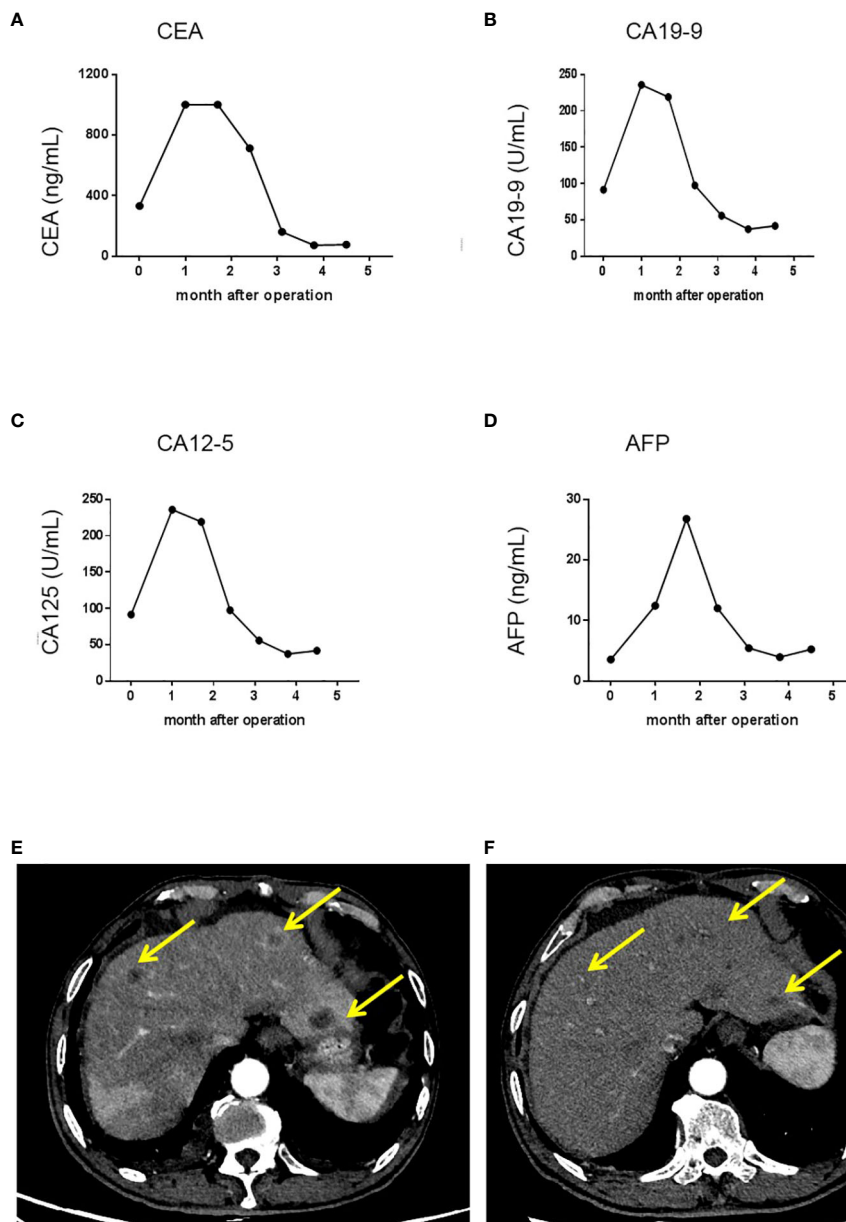 A
CEA
CEA (ng/mL)
1200
800
400
0
0 1 2 3 4 5
month after operation
B
CA19-9
CA19-9 (U/mL)
250
200
150
100
50
0
0 1 2 3 4 5
month after operation
C
CA12-5
CA125 (U/mL)
250
200
150
100
50
0
0 1 2 3 4 5
month after operation
D
AFP
AFP (ng/mL)
30
20
10
0
0 1 2 3 4 5
month after operation
E
F